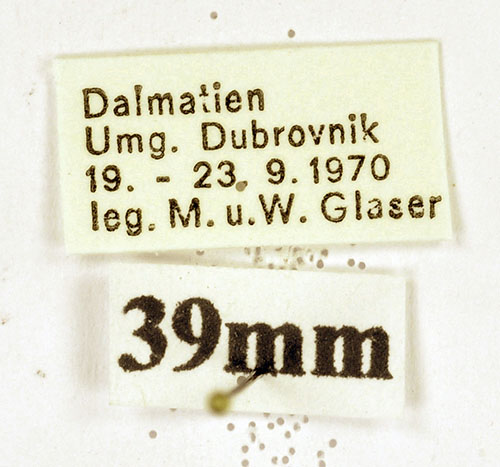 Dalmatien
Umg. Dubrovnik
19. - 23. 9. 1970
leg. M. u. W. Glaser
39mm